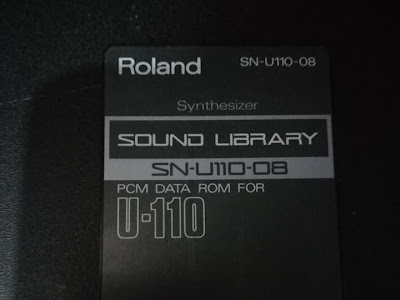 Roland SN-U110-08
Synthesizer
SOUND LIBRARY
SN-U110-08
PCM DATA ROM FOR
U-110